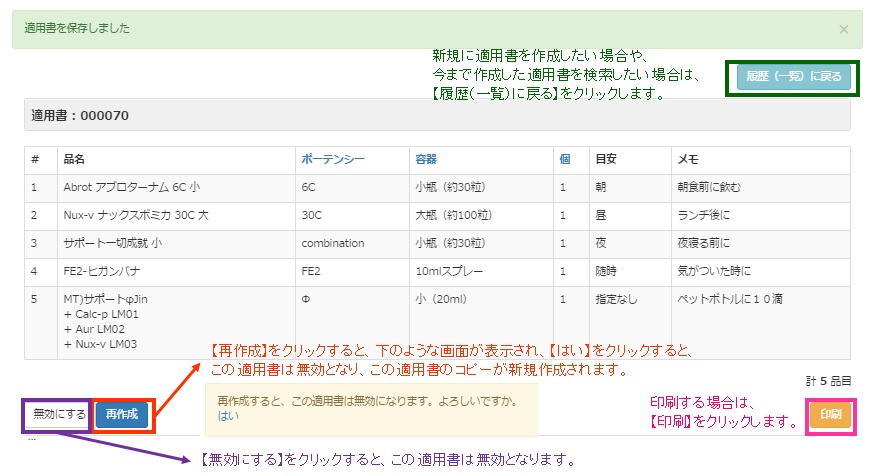 適用書を保存しました ×
新規に適用書を作成したい場合や、
今まで作成した適用書を検索したい場合は、
【履歴(一覧)に戻る】をクリックします。
履歴（一覧）に戻る
適用書：000070
# 品名 ポーテンシー 容器 個 目安 メモ
1 Abrot アブロターナム 6C 小 6C 小瓶（約30粒） 1 朝 朝食前に飲む
2 Nux-v ナックスボミカ 30C 大 30C 大瓶（約100粒） 1 昼 ランチ後に
3 サポート一切成就 小 combination 小瓶（約30粒） 1 夜 夜寝る前に
4 FE2-ヒガンバナ FE2 10mlスプレー 1 随時 気がついた時に
5 MT)サポートφJin Φ 小（20ml） 1 指定なし ペットボトルに１０滴
+ Calc-p LM01
+ Aur LM02
+ Nux-v LM03
【再作成】をクリックすると、下のような画面が表示され、【はい】をクリックすると、
この適用書は無効となり、この適用書のコピーが新規作成されます。
計 5 品目
無効にする 再作成
再作成すると、この適用書は無効になります。よろしいですか。
はい
印刷する場合は、
【印刷】をクリックします。
印刷
...
【無効にする】をクリックすると、この適用書は無効となります。